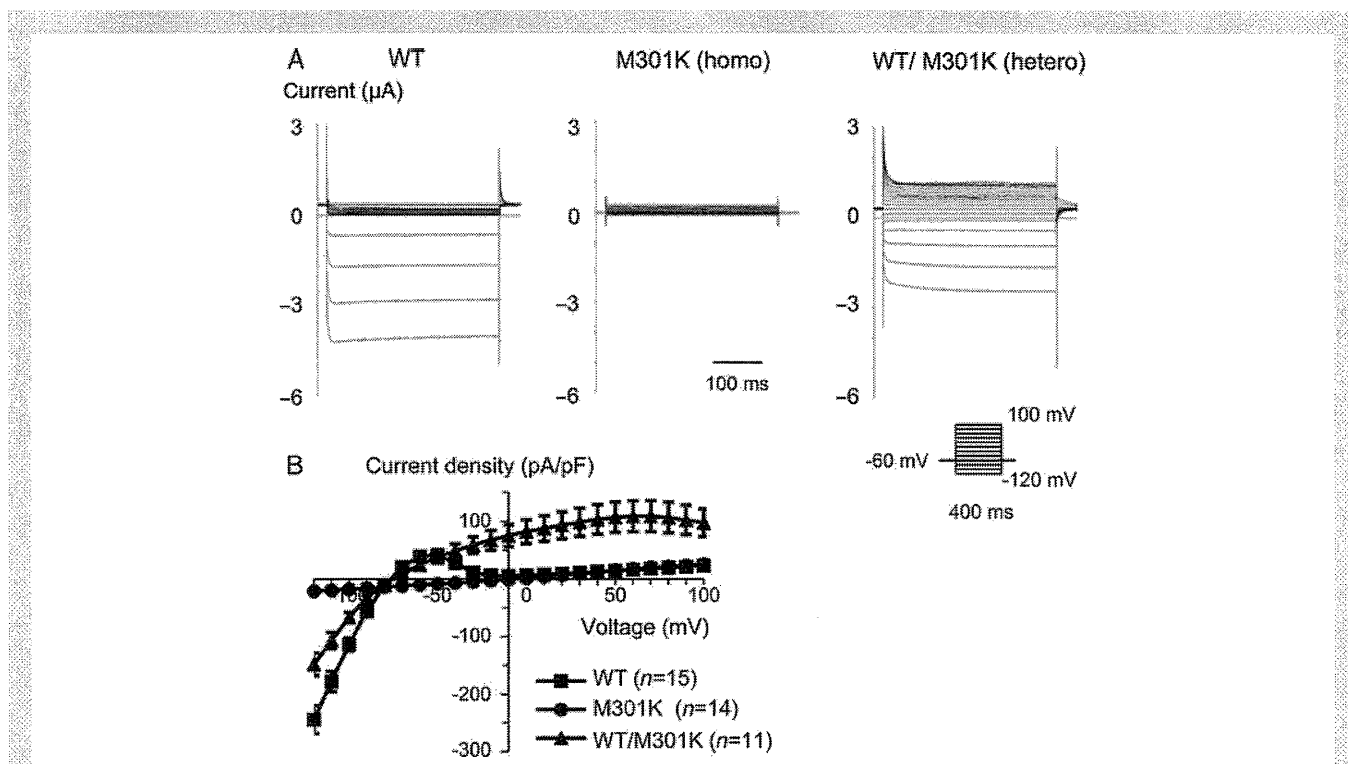 A WT M301K (homo) WT/ M301K (hetero)
Current (µA)
3 3 3
0 0 0
−3 −3 −3
−6 −6 −6
100 ms
100 mV
-60 mV
-120 mV
400 ms
B Current density (pA/pF)
100
-50 0 50 100
Voltage (mV)
-100
-200
-300
WT (n=15)
M301K (n=14)
WT/M301K (n=11)